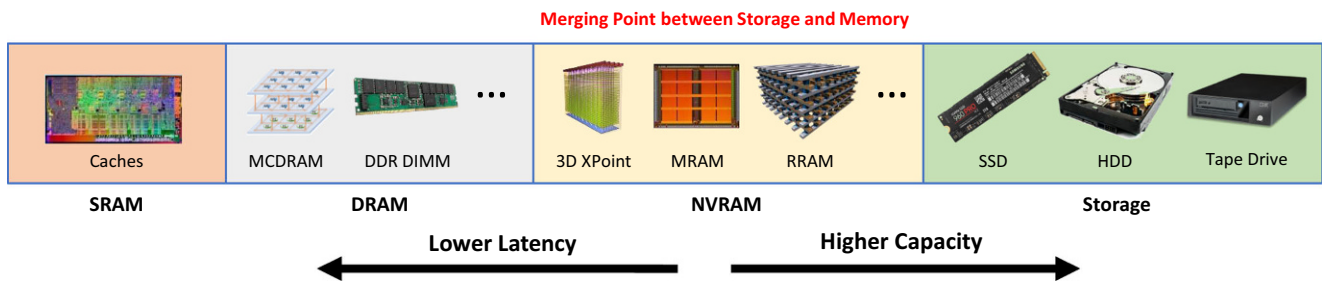 Merging Point between Storage and Memory
Caches
MCDRAM
DDR DIMM
...
3D XPoint
MRAM
RRAM
...
SSD
HDD
Tape Drive
SRAM
DRAM
NVRAM
Storage
Lower Latency
Higher Capacity